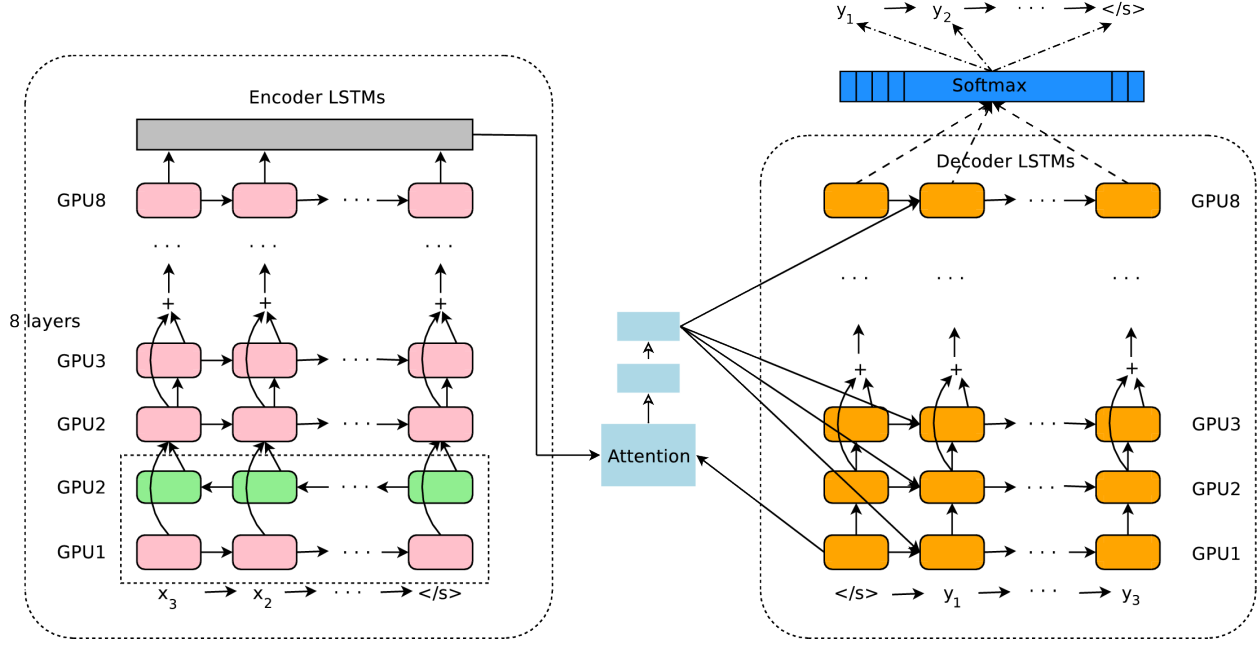 y1 y2 · · · </s>
Softmax
Encoder LSTMs
Decoder LSTMs
GPU8 · · ·
· · · GPU8
· · · · · · · · ·
· · · · · · · · ·
+ + +
8 layers
GPU3 · · ·
+ + +
GPU2 · · ·
· · · GPU3
Attention
GPU2 · · ·
· · · GPU2
GPU1 · · ·
· · · GPU1
x3 x2 · · · </s>
</s> y1 · · · y3